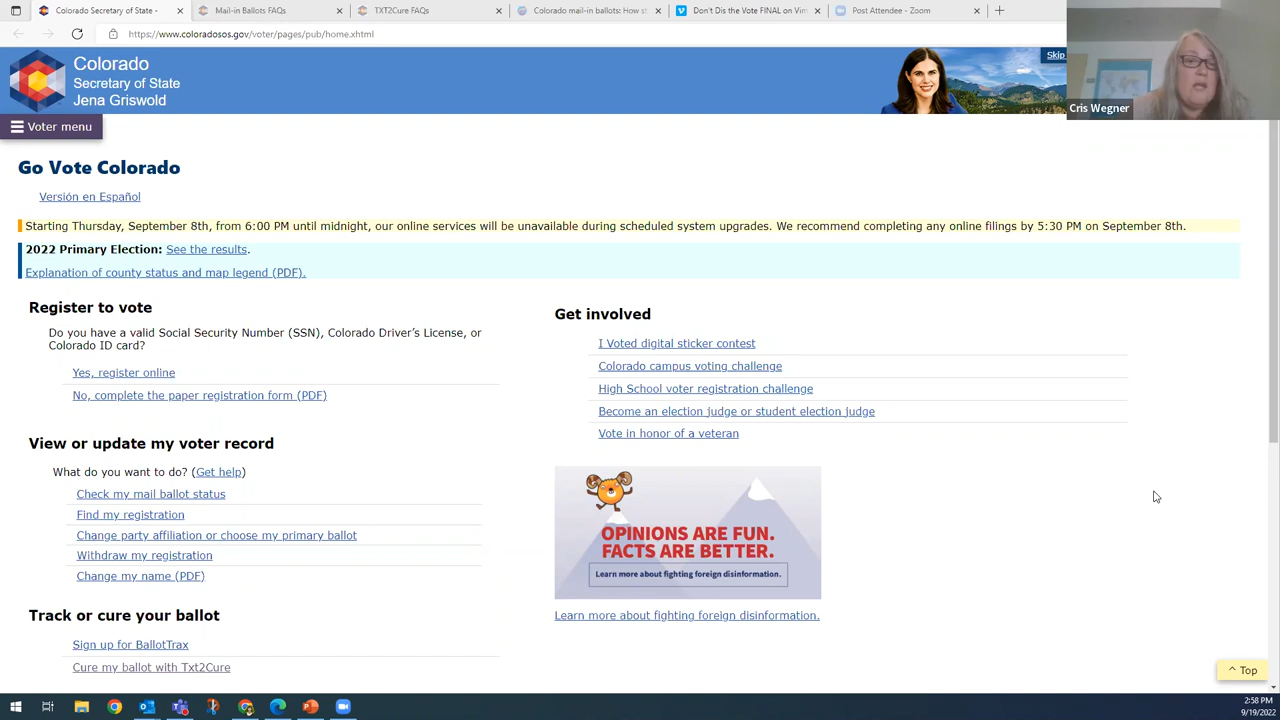 Colorado Secretary of State -
Mail-in Ballots FAQs
TXT2Cure FAQs
Colorado mail-in ballots: How st
Don't Dis the Vote FINAL on Vim
Post Attendee - Zoom
https://www.coloradosos.gov/voter/pages/pub/home.xhtml
Colorado
Secretary of State
Jena Griswold
Skip
Cris Wegner
Voter menu
Go Vote Colorado
Versión en Español
Starting Thursday, September 8th, from 6:00 PM until midnight, our online services will be unavailable during scheduled system upgrades. We recommend completing any online filings by 5:30 PM on September 8th.
2022 Primary Election: See the results.
Explanation of county status and map legend (PDF).
Register to vote
Do you have a valid Social Security Number (SSN), Colorado Driver's License, or
Colorado ID card?
Yes, register online
No, complete the paper registration form (PDF)
View or update my voter record
What do you want to do? (Get help)
Check my mail ballot status
Find my registration
Change party affiliation or choose my primary ballot
Withdraw my registration
Change my name (PDF)
Track or cure your ballot
Sign up for BallotTrax
Cure my ballot with Txt2Cure
Get involved
I Voted digital sticker contest
Colorado campus voting challenge
High School voter registration challenge
Become an election judge or student election judge
Vote in honor of a veteran
OPINIONS ARE FUN.
FACTS ARE BETTER.
Learn more about fighting foreign disinformation.
Learn more about fighting foreign disinformation.
^ Top
2:58 PM
9/19/2022